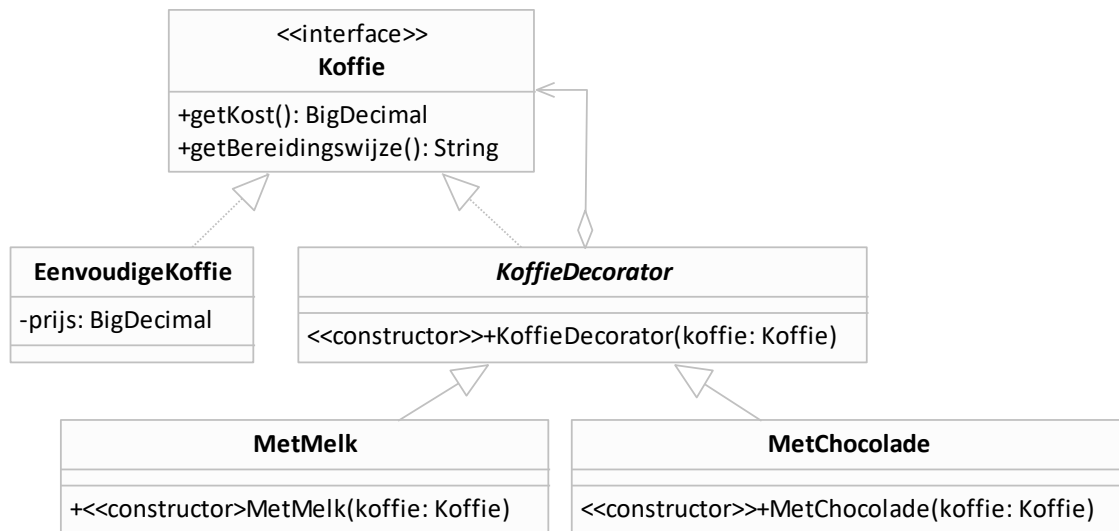 <<interface>>
Koffie
+getKost(): BigDecimal
+getBereidingswijze(): String
EenvoudigeKoffie
-prijs: BigDecimal
KoffieDecorator
<<constructor>>+KoffieDecorator(koffie: Koffie)
MetMelk
+<<constructor>MetMelk(koffie: Koffie)
MetChocolade
<<constructor>>+MetChocolade(koffie: Koffie)